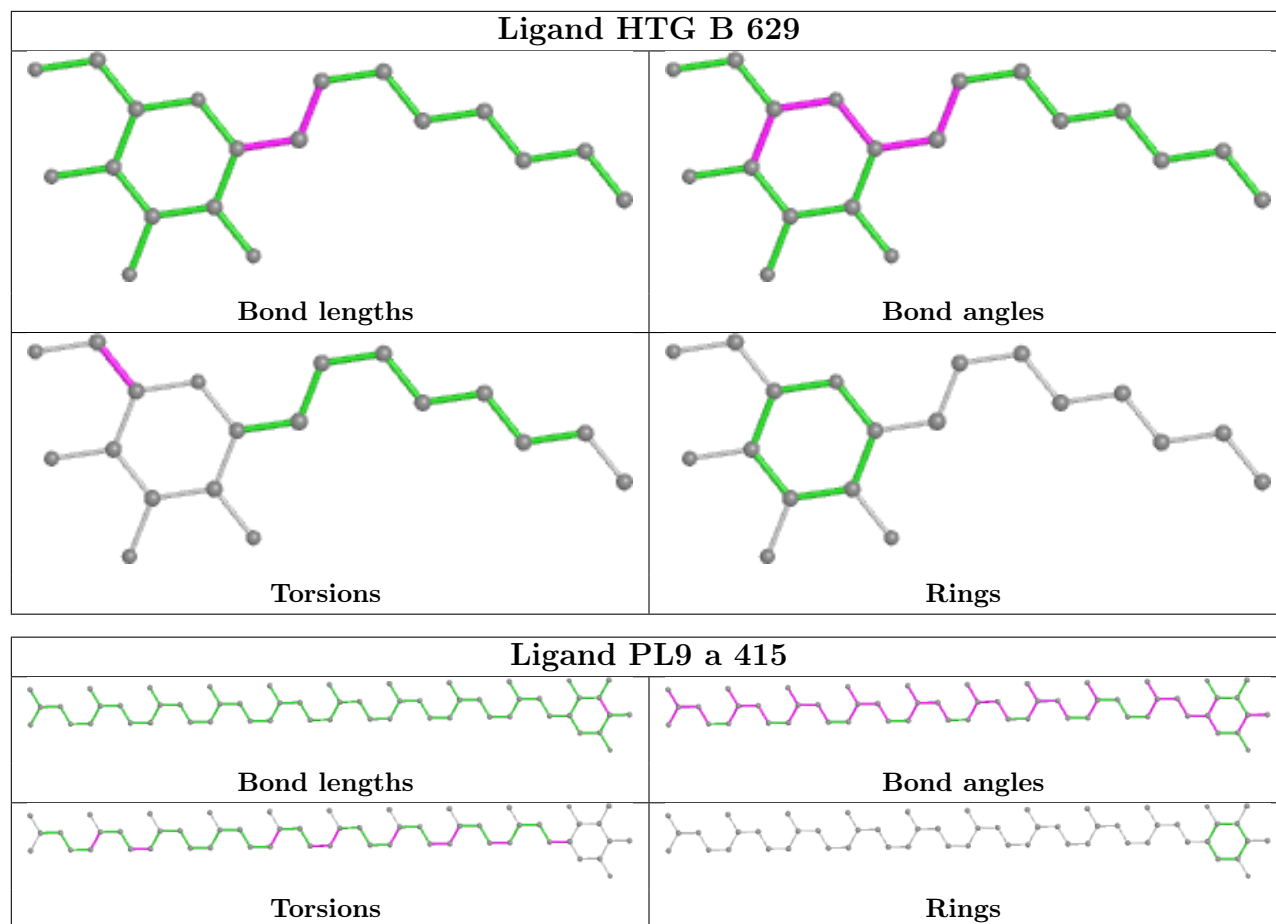 Ligand HTG B 629
Bond lengths
Bond angles
Torsions
Rings
Ligand PL9 a 415
Bond lengths
Bond angles
Torsions
Rings